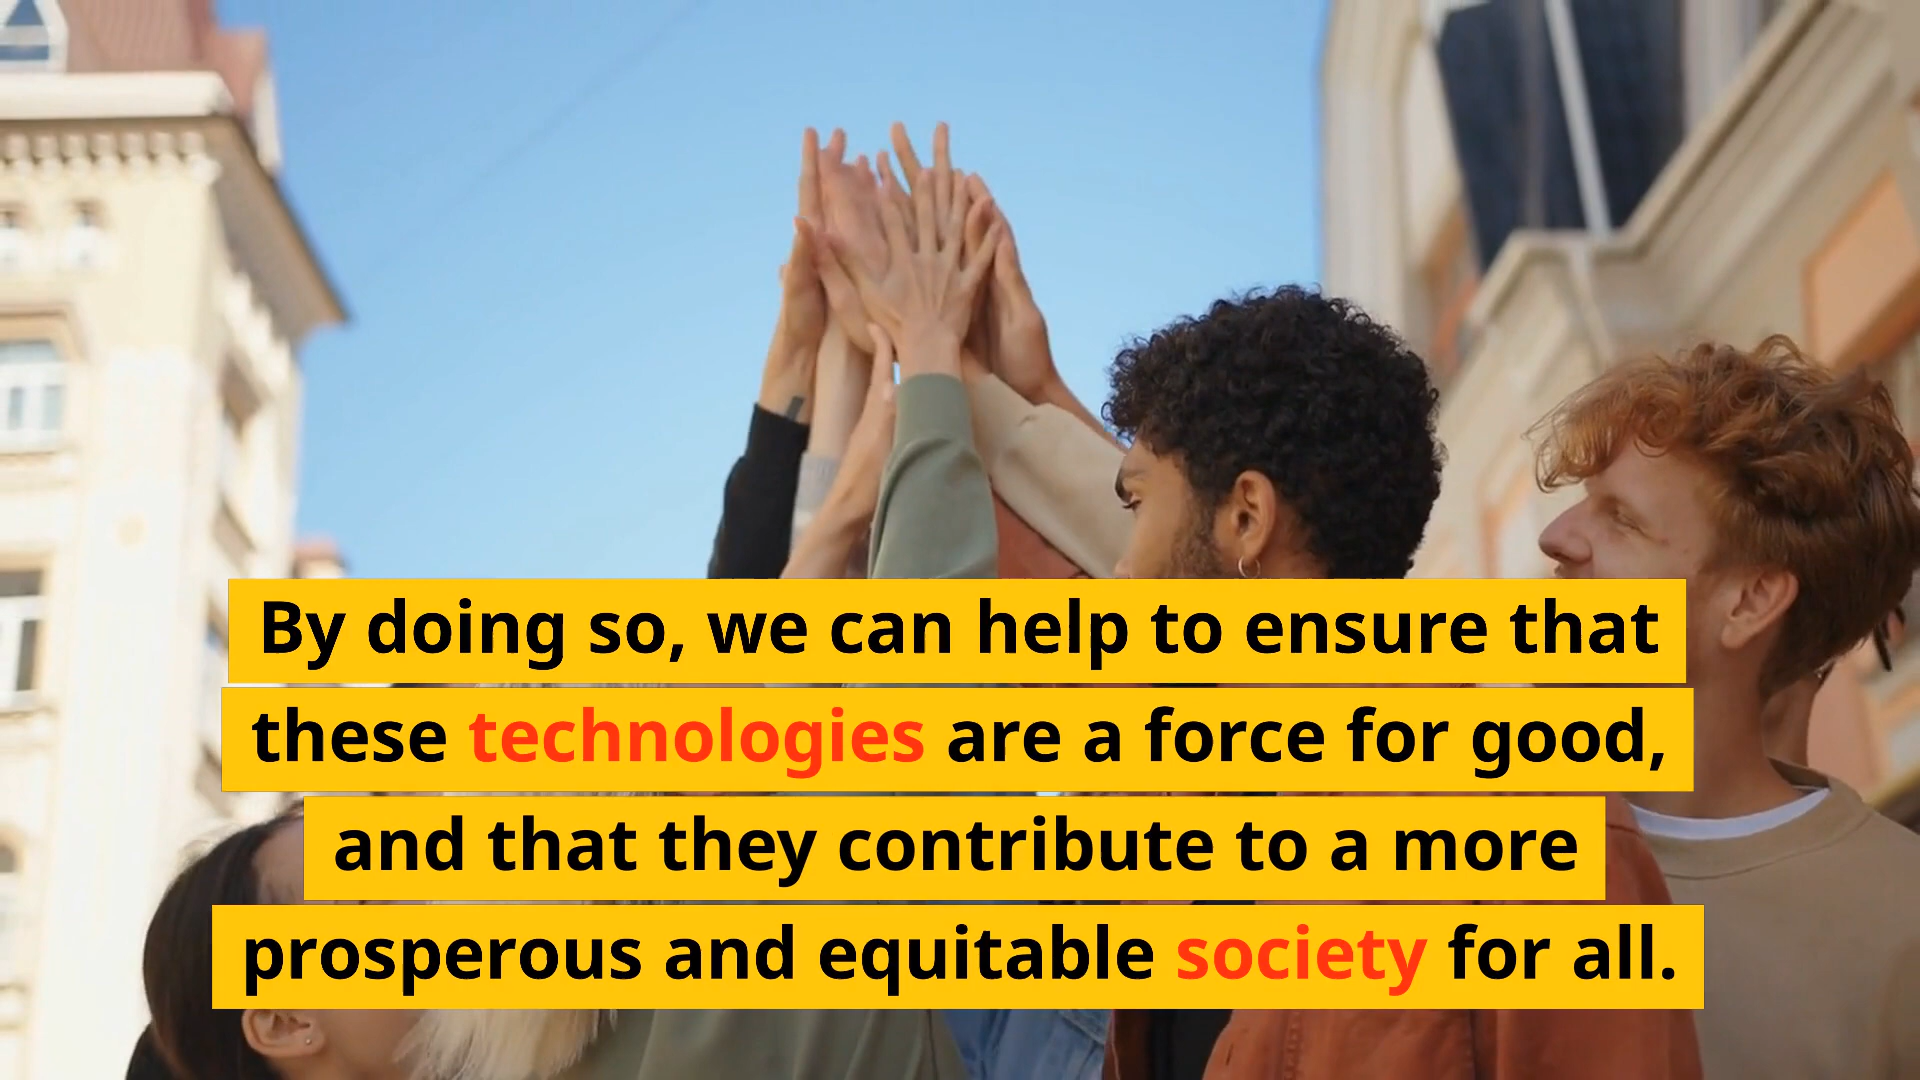 By doing so, we can help to ensure that
these technologies are a force for good,
and that they contribute to a more
prosperous and equitable society for all.